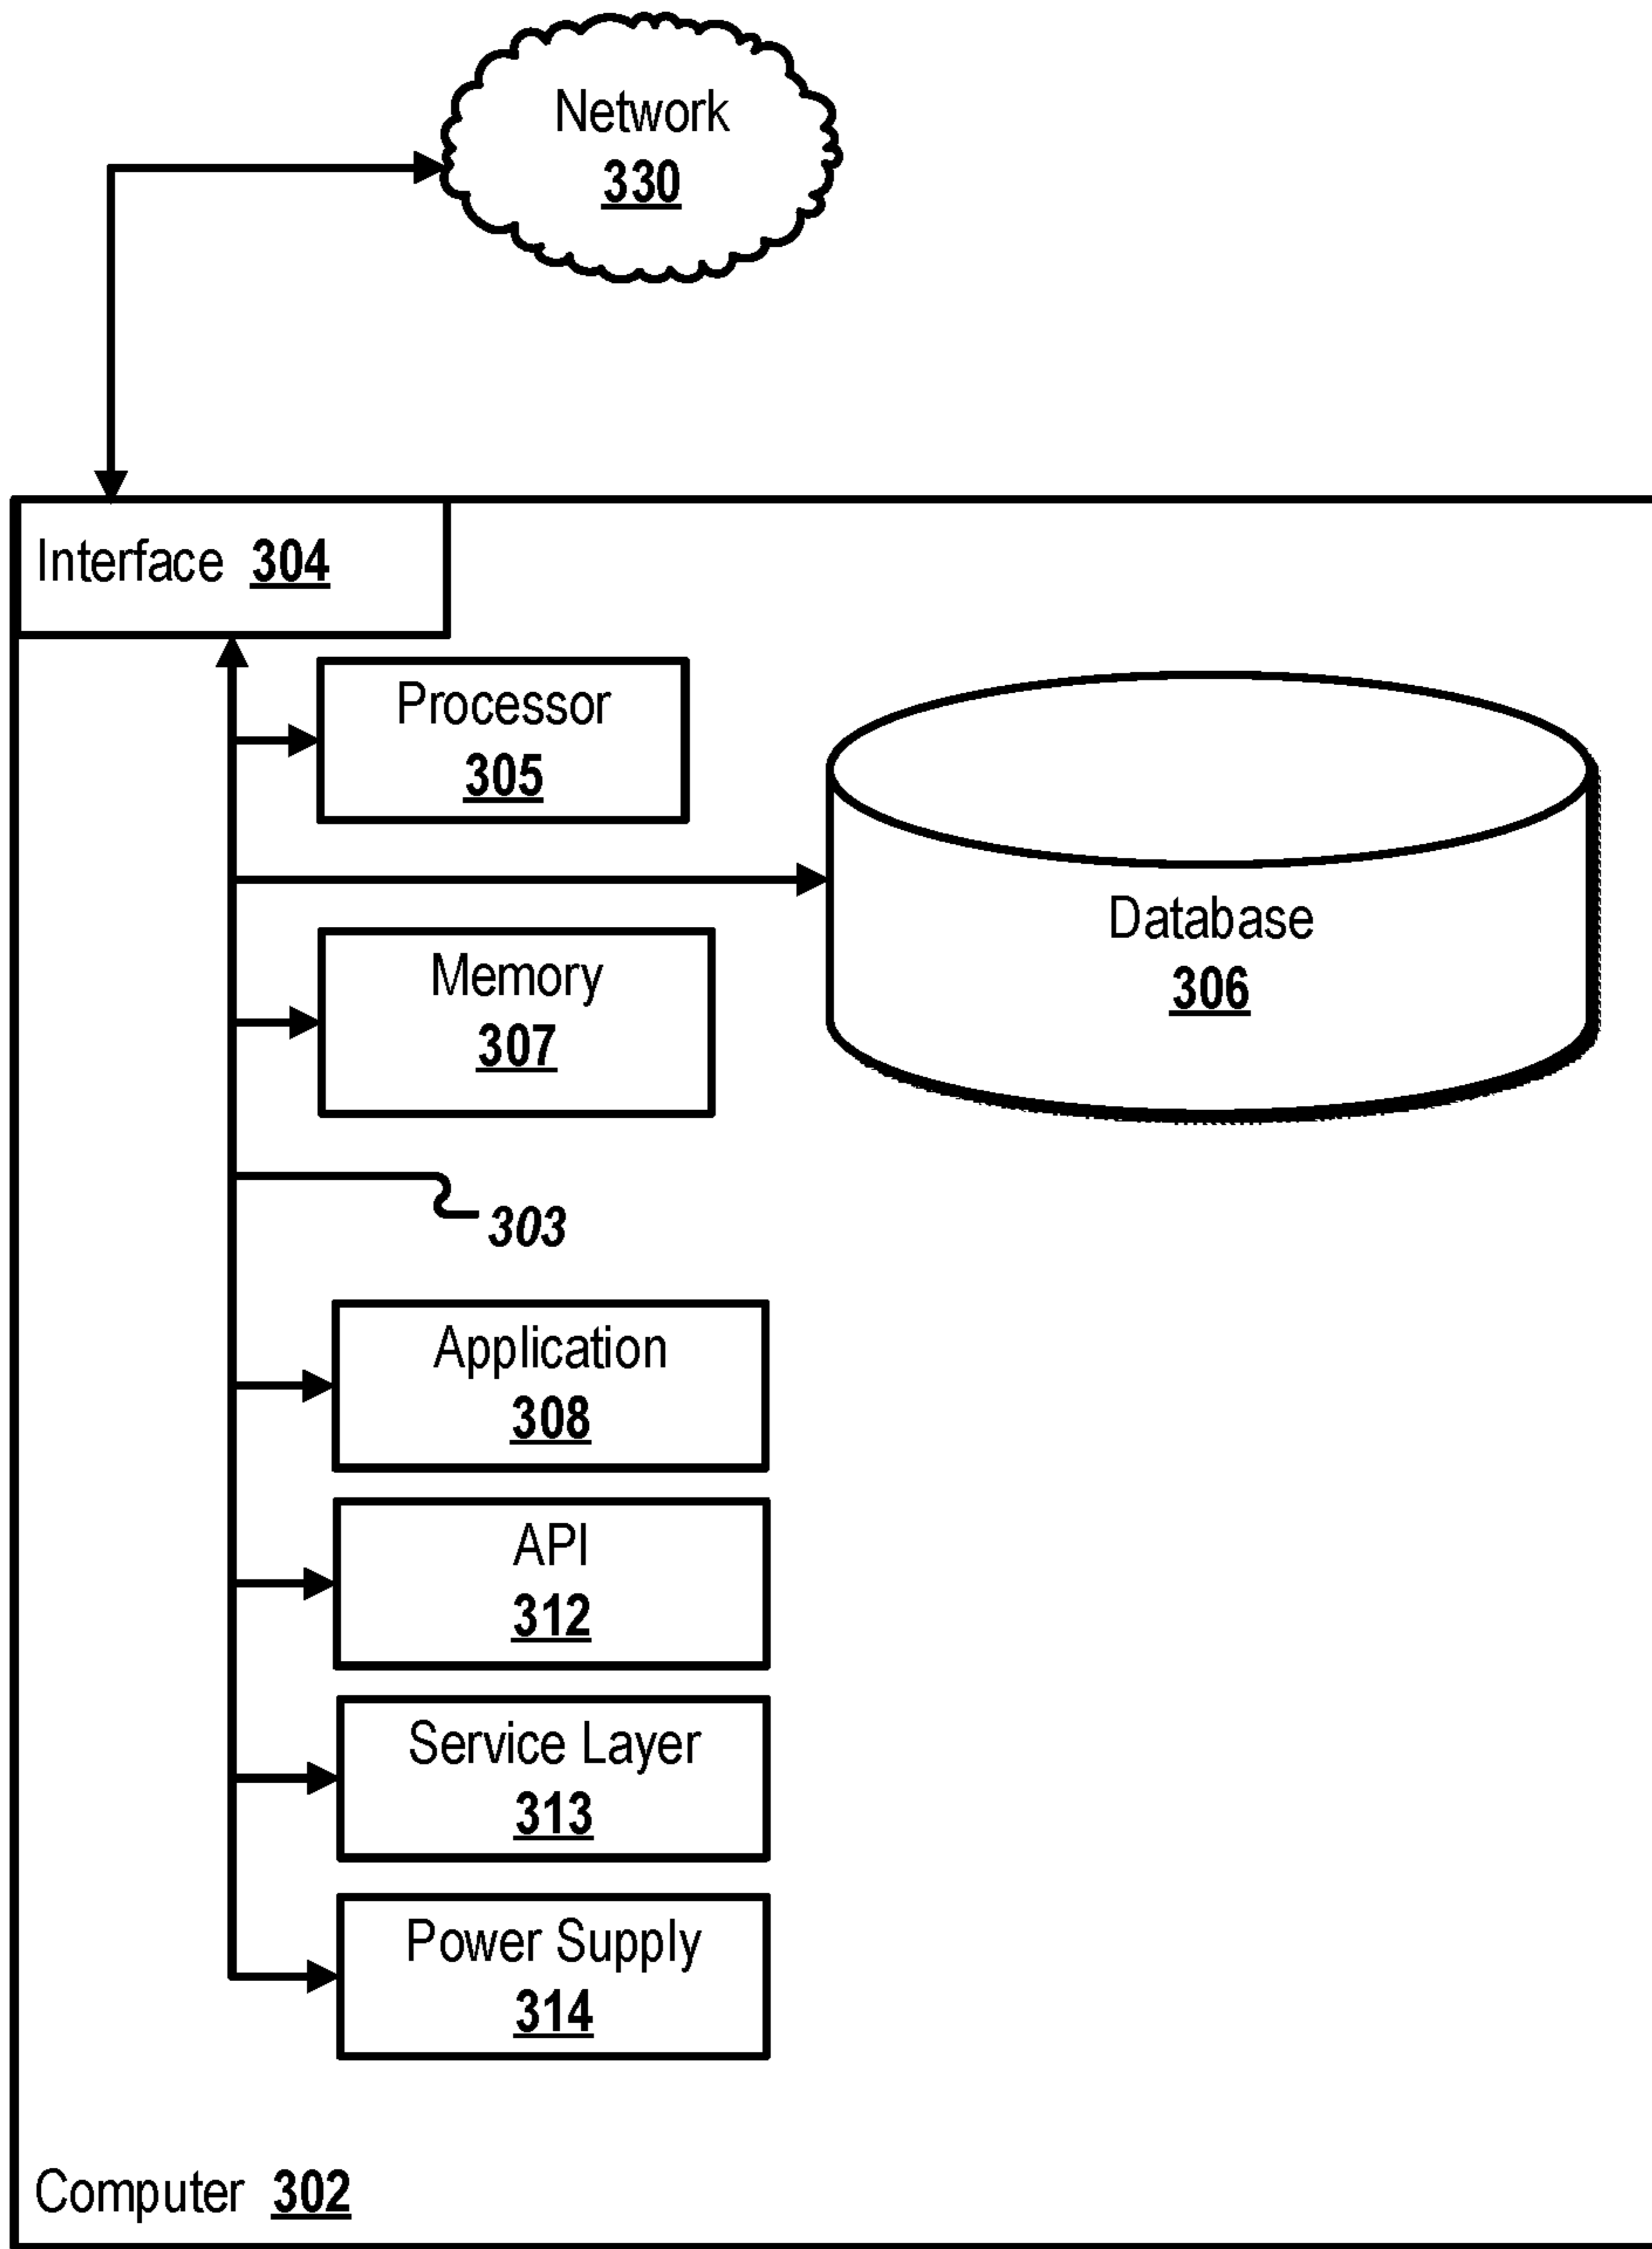 Network
330
Interface 304
Processor
305
Database
306
Memory
307
303
Application
308
API
312
Service Layer
313
Power Supply
314
Computer 302